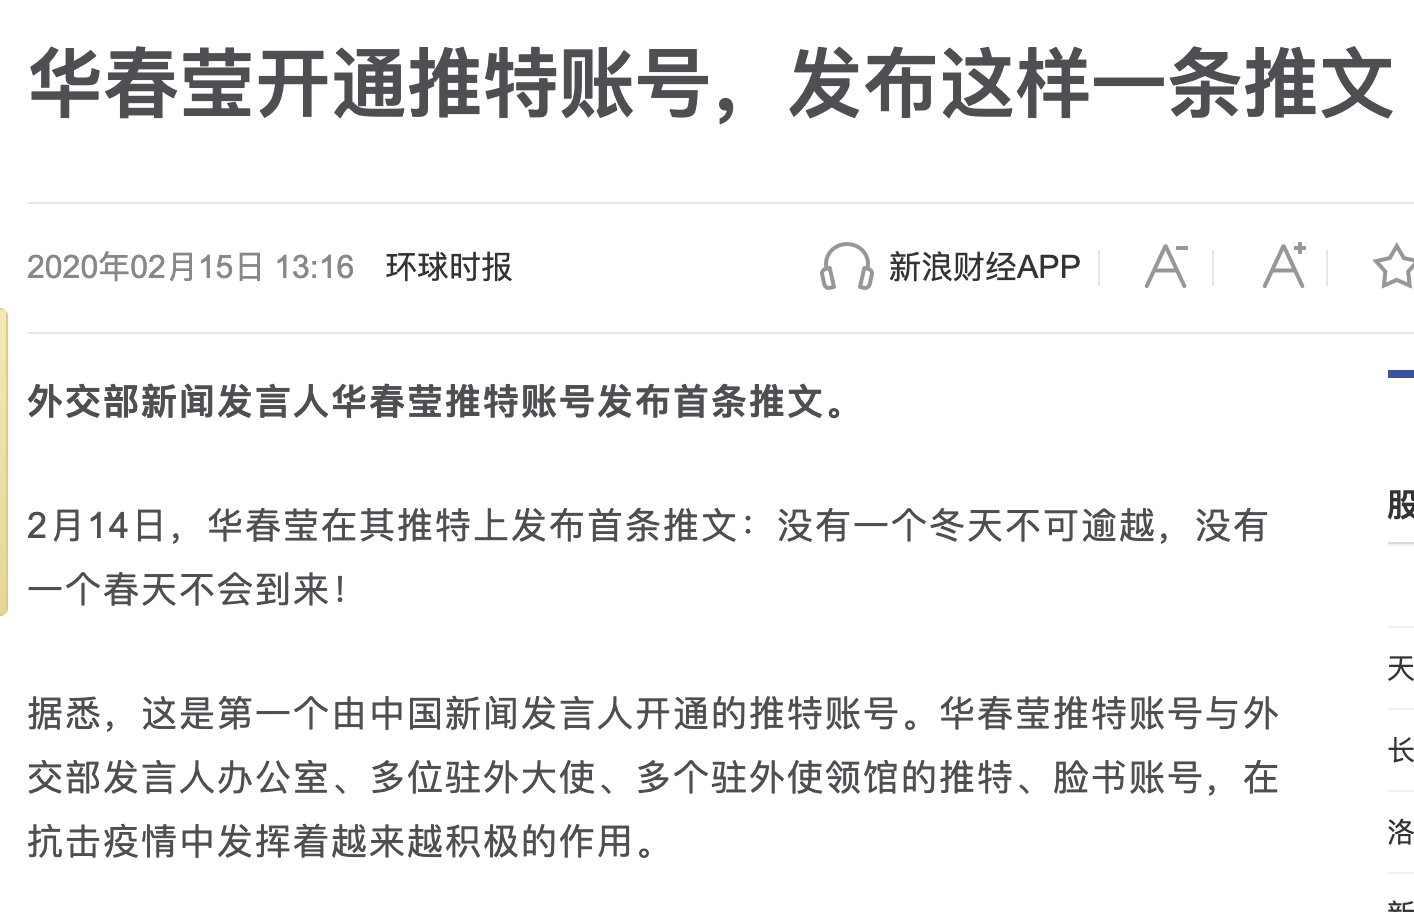 华春莹开通推特账号，发布这样一条推文
2020年02月15日 13:16 环球时报 新浪财经APP A- A+
外交部新闻发言人华春莹推特账号发布首条推文。
2月14日，华春莹在其推特上发布首条推文：没有一个冬天不可逾越，没有
一个春天不会到来！
据悉，这是第一个由中国新闻发言人开通的推特账号。华春莹推特账号与外
交部发言人办公室、多位驻外大使、多个驻外使领馆的推特、脸书账号，在
抗击疫情中发挥着越来越积极的作用。
股
天
长
洛